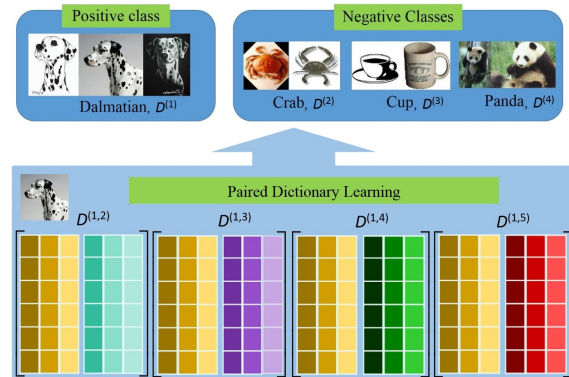 Positive class
Negative Classes
Dalmatian, D(1)
Crab, D(2)
Cup, D(3)
Panda, D(4)
Paired Dictionary Learning
D(1,2)
D(1,3)
D(1,4)
D(1,5)